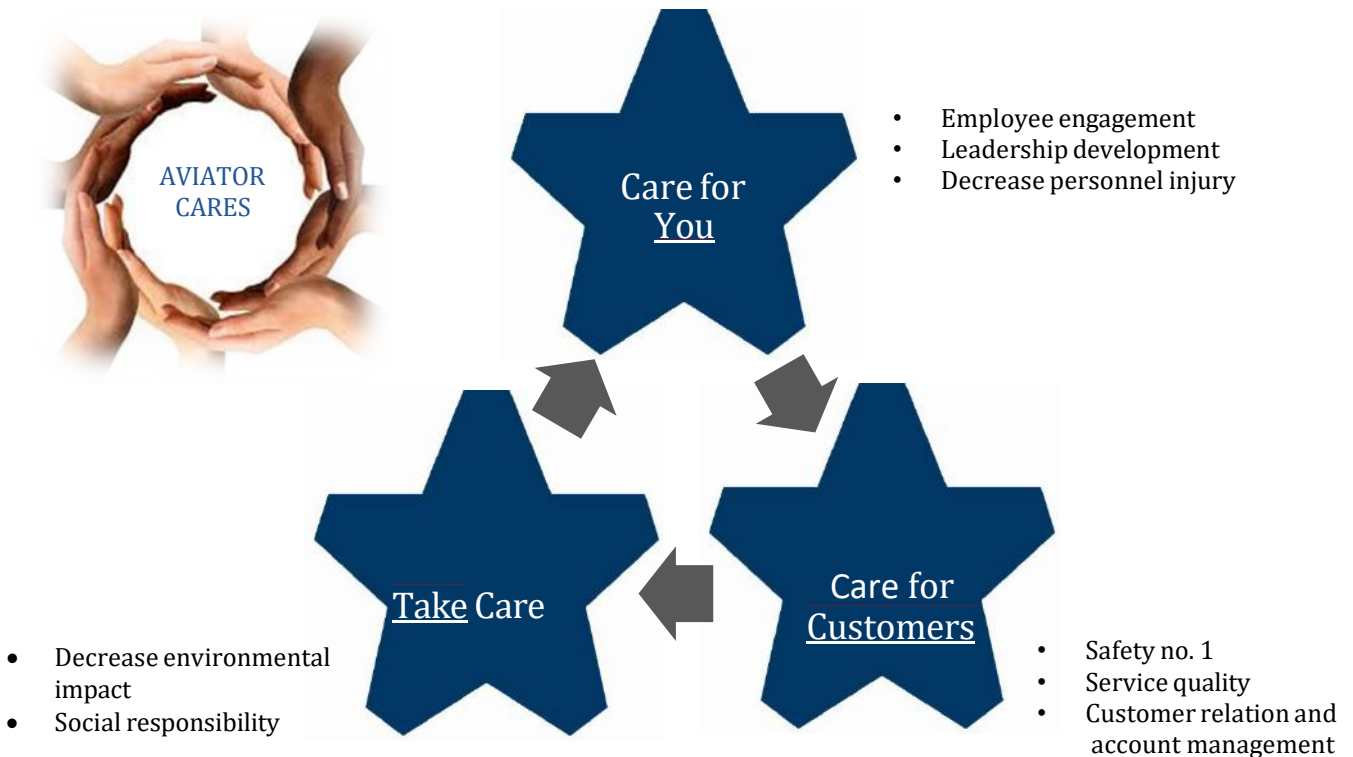 AVIATOR
CARES
Care for
You
• Employee engagement
• Leadership development
• Decrease personnel injury
Take Care
• Decrease environmental
impact
• Social responsibility
Care for
Customers
• Safety no. 1
• Service quality
• Customer relation and
account management